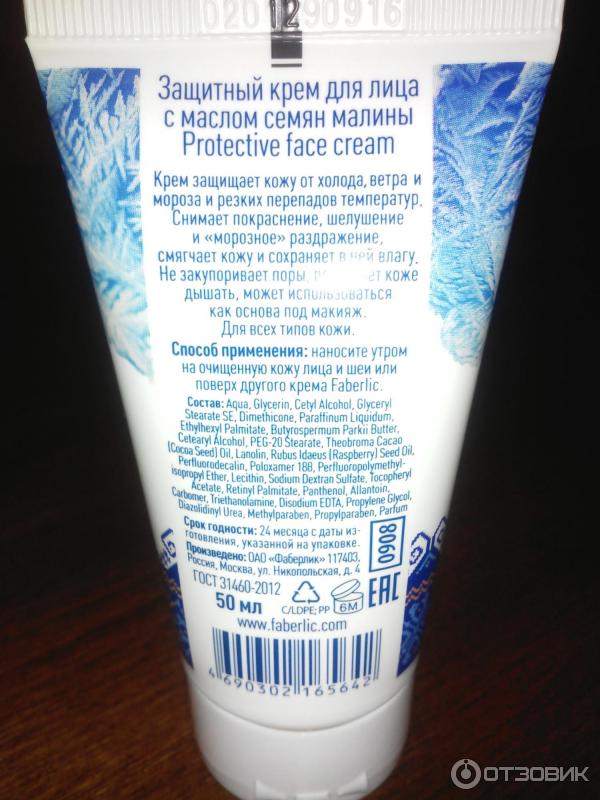 0201290916
Защитный крем для лица
с маслом семян малины
Protective face cream
Крем защищает кожу от холода, ветра и
мороза и резких перепадов температур.
Снимает покраснение, шелушение
и «морозное» раздражение,
смягчает кожу и сохраняет в ней влагу.
Не закупоривает поры, коже
дышать, может использоваться
как основа под макияж.
Для всех типов кожи.
Способ применения: наносите утром
на очищенную кожу лица и шеи или
поверх другого крема Faberlic.
Состав: Aqua, Glycerin, Cetyl Alcohol, Glyceryl
Stearate SE, Dimethicone, Paraffinum Liquidum,
Ethylhexyl Palmitate, Butyrospermum Parkii Butter,
Cetearyl Alcohol, PEG-20 Stearate, Theobroma Cacao
(Cocoa Seed) Oil, Lanolin, Rubus Idaeus (Raspberry) Seed Oil,
Perfluorodecalin, Poloxamer 188, Perfluoropolymethyl-
isopropyl Ether, Lecithin, Sodium Dextran Sulfate, Tocopheryl
Acetate, Retinyl Palmitate, Panthenol, Allantoin,
Carbomer, Triethanolamine, Disodium EDTA, Propylene Glycol,
Diazolidinyl Urea, Methylparaben, Propylparaben, Parfum
Срок годности: 24 месяца с даты из-
готовления, указанной на упаковке.
Произведено: ОАО «Фаберлик» 117403,
Россия, Москва, ул. Никопольская, д. 4
0908
ГОСТ 31460-2012
50 мл
C/LDPE; PP
6M
EAC
www.faberlic.com
4 690302 165642
ОТЗОВИК